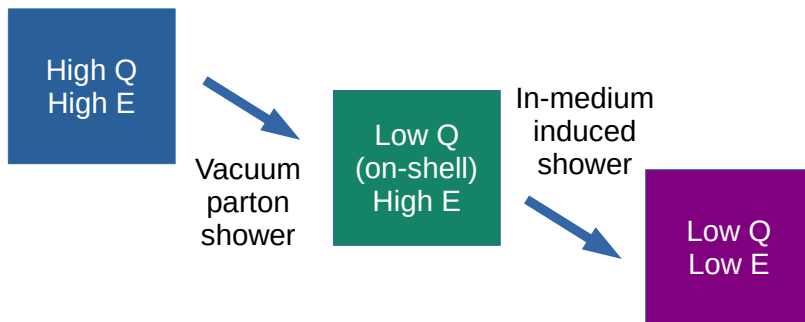 High Q
High E
Vacuum
parton
shower
Low Q
(on-shell)
High E
In-medium
induced
shower
Low Q
Low E